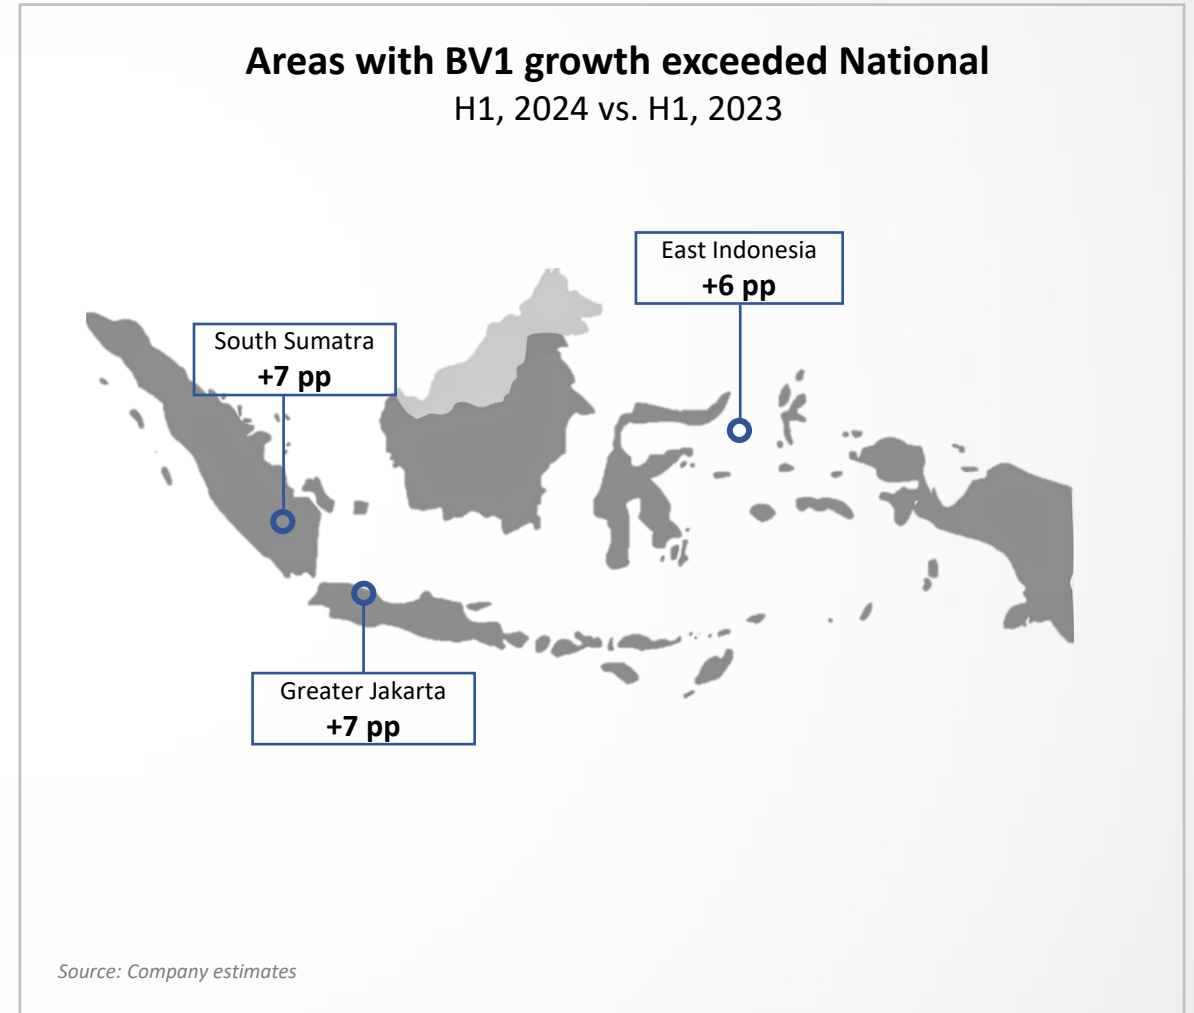 Areas with BV1 growth exceeded National
H1, 2024 vs. H1, 2023
East Indonesia
+6 pp
South Sumatra
+7 pp
Greater Jakarta
+7 pp
Source: Company estimates